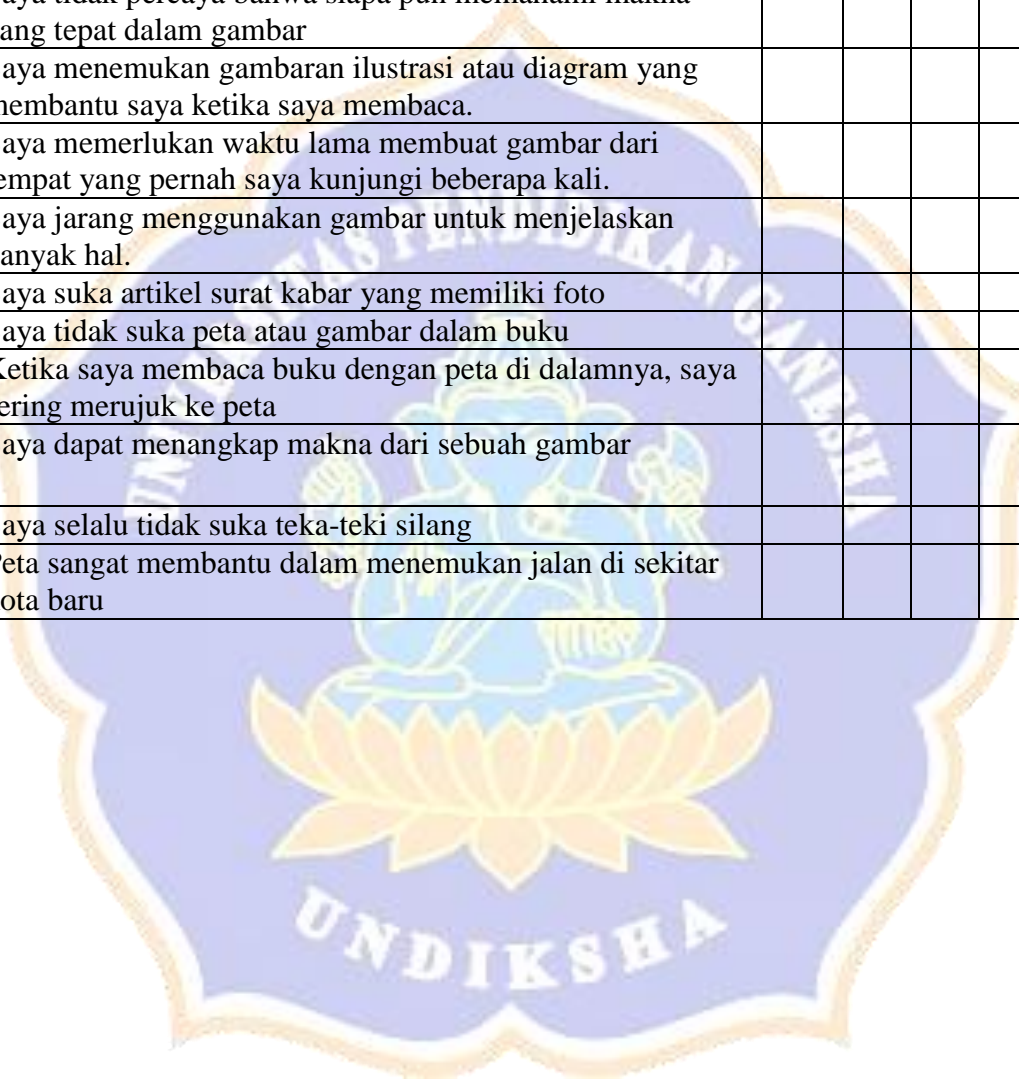 aya tidak percaya bahwa siapa pun memahami makna
ang tepat dalam gambar
aya menemukan gambaran ilustrasi atau diagram yang
membantu saya ketika saya membaca.
aya memerlukan waktu lama membuat gambar dari
empat yang pernah saya kunjungi beberapa kali.
aya jarang menggunakan gambar untuk menjelaskan
anyak hal.
aya suka artikel surat kabar yang memiliki foto
aya tidak suka peta atau gambar dalam buku
Ketika saya membaca buku dengan peta di dalamnya, saya
ering merujuk ke peta
aya dapat menangkap makna dari sebuah gambar
aya selalu tidak suka teka-teki silang
Peta sangat membantu dalam menemukan jalan di sekitar
ota baru
UNIVERSITAS PENDIDIKAN GANESHA
UNDIKSHA